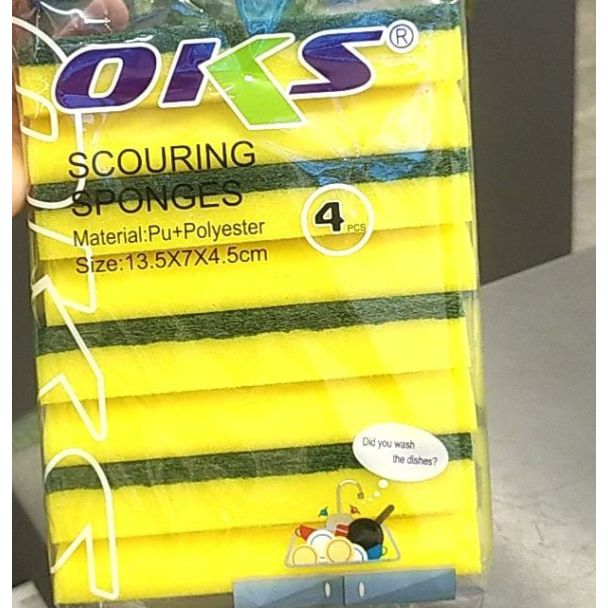 OKS®
SCOURING
SPONGES
Material:Pu+Polyester
Size:13.5X7X4.5cm
4 PCS
Did you wash
the dishes?